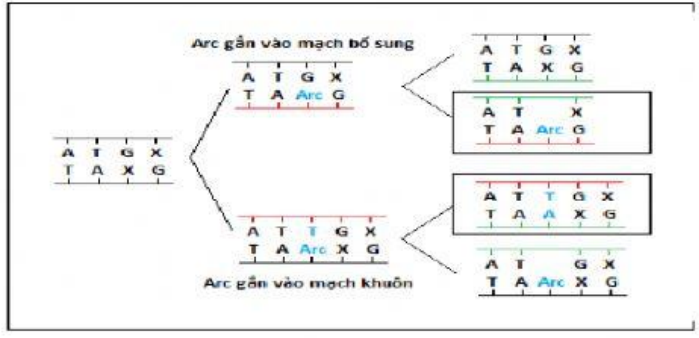 Arc gắn vào mạch bổ sung
A T G X
T A X G
A T G X
T A Arc G
A T X
T A Arc G
A T G X
T A X G
A T T G X
T A A X G
A T T G X
T A Arc X G
A T G X
T A Arc X G
Arc gắn vào mạch khuôn